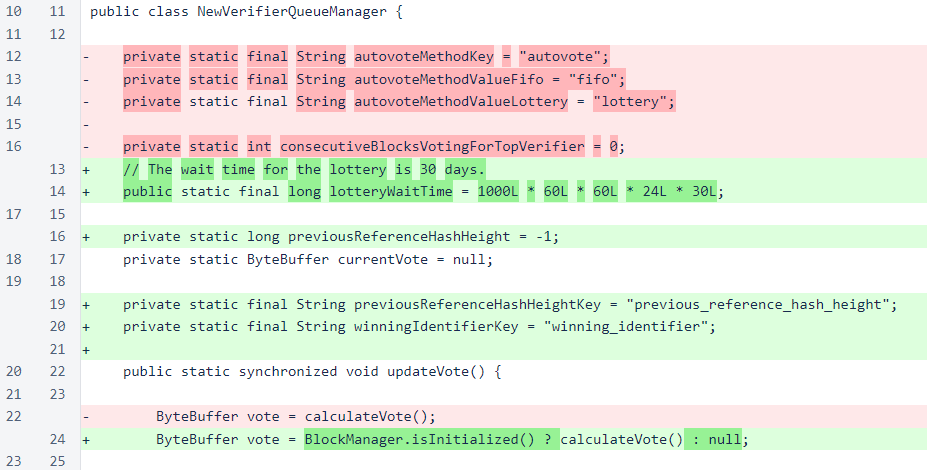 10 11 public class NewVerifierQueueManager {
11 12
12 - private static final String autovoteMethodKey = "autovote";
13 - private static final String autovoteMethodValueFifo = "fifo";
14 - private static final String autovoteMethodValueLottery = "lottery";
15 -
16 - private static int consecutiveBlocksVotingForTopVerifier = 0;
13 + // The wait time for the lottery is 30 days.
14 + public static final long lotteryWaitTime = 1000L * 60L * 60L * 24L * 30L;
17 15
16 + private static long previousReferenceHashHeight = -1;
18 17 private static ByteBuffer currentVote = null;
19 18
19 + private static final String previousReferenceHashHeightKey = "previous_reference_hash_height";
20 + private static final String winningIdentifierKey = "winning_identifier";
21 +
20 22 public static synchronized void updateVote() {
21 23
22 - ByteBuffer vote = calculateVote();
24 + ByteBuffer vote = BlockManager.isInitialized() ? calculateVote() : null;
23 25